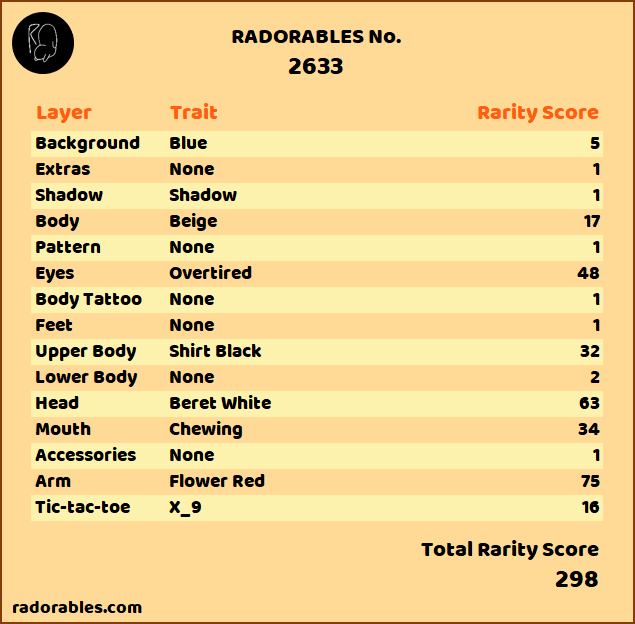 RADORABLES No.
2633
Layer Trait Rarity Score
Background Blue 5
Extras None 1
Shadow Shadow 1
Body Beige 17
Pattern None 1
Eyes Overtired 48
Body Tattoo None 1
Feet None 1
Upper Body Shirt Black 32
Lower Body None 2
Head Beret White 63
Mouth Chewing 34
Accessories None 1
Arm Flower Red 75
Tic-tac-toe X_9 16
Total Rarity Score
298
radorables.com